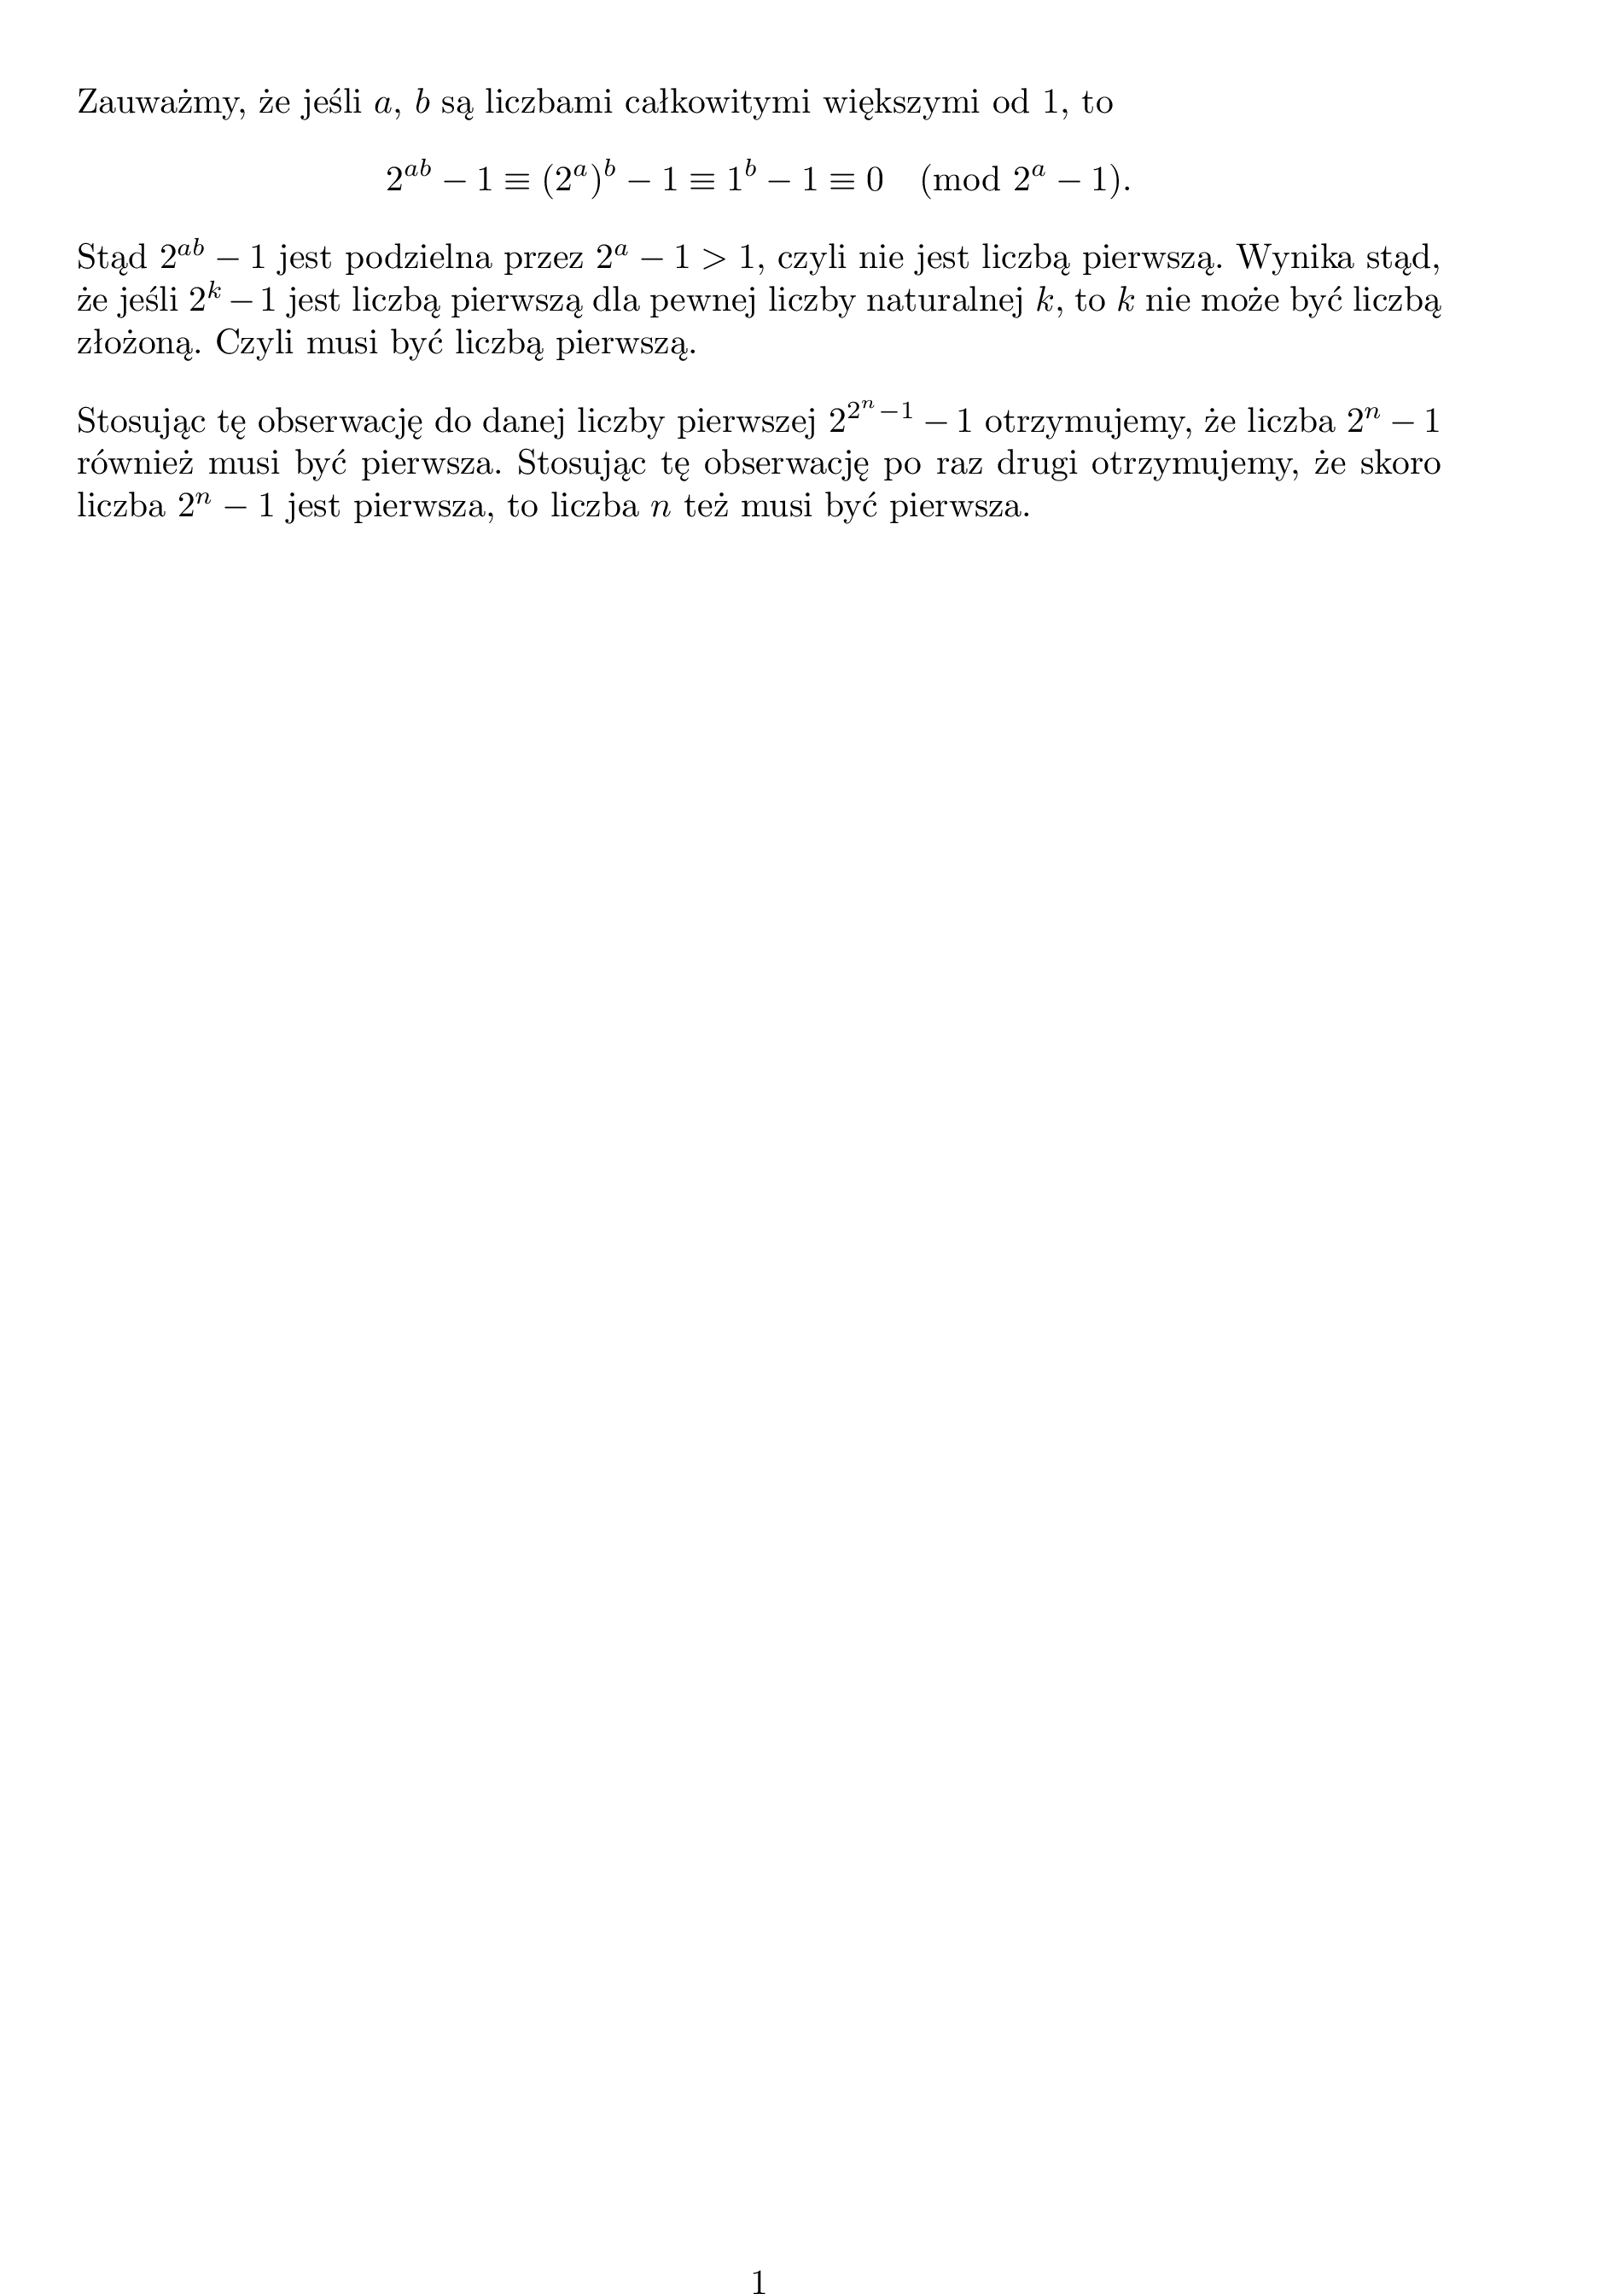 Zauważmy, że jeśli a, b są liczbami całkowitymi większymi od 1, to
2^{ab} − 1 ≡ (2^a)^b − 1 ≡ 1^b − 1 ≡ 0 (mod 2^a − 1).
Stąd 2^{ab} − 1 jest podzielna przez 2^a − 1 > 1, czyli nie jest liczbą pierwszą. Wynika stąd,
że jeśli 2^k − 1 jest liczbą pierwszą dla pewnej liczby naturalnej k, to k nie może być liczbą
złożoną. Czyli musi być liczbą pierwszą.
Stosując tę obserwację do danej liczby pierwszej 2^{2^n−1} − 1 otrzymujemy, że liczba 2^n − 1
również musi być pierwsza. Stosując tę obserwację po raz drugi otrzymujemy, że skoro
liczba 2^n − 1 jest pierwsza, to liczba n też musi być pierwsza.
1